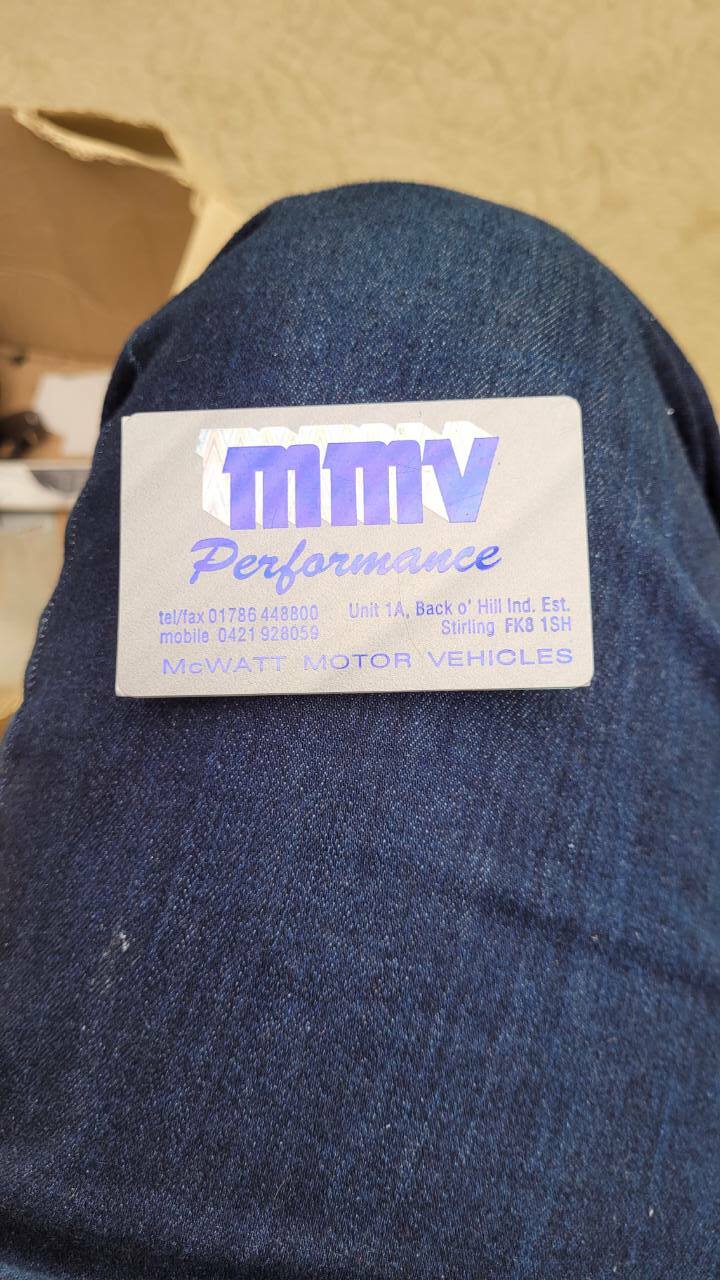 mmv
Performance
tel/fax 01786 448800 Unit 1A, Back o' Hill Ind. Est.
mobile 0421 928059 Stirling FK8 1SH
McWATT MOTOR VEHICLES